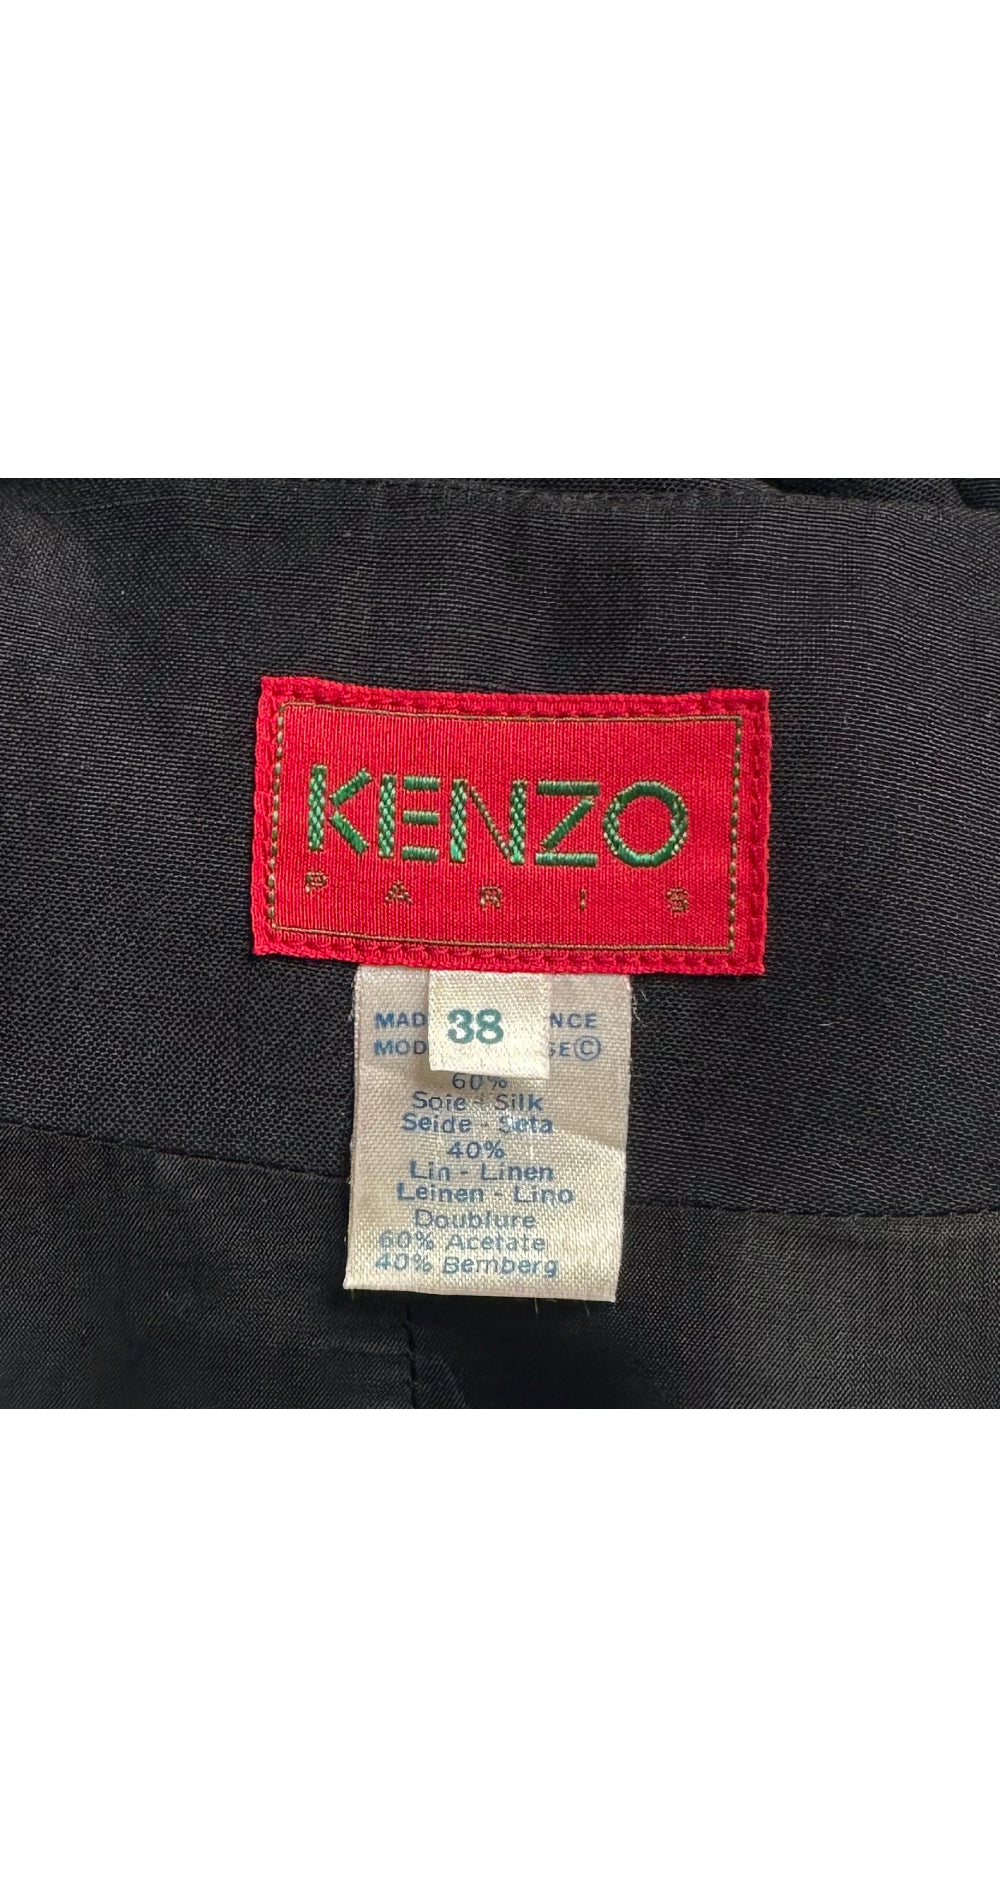 KENZO
PARIS
38
60%
Soie - Silk
Seide - Seta
40%
Lin - Linen
Leinen - Lino
Doublure
60% Acetate
40% Bemberg